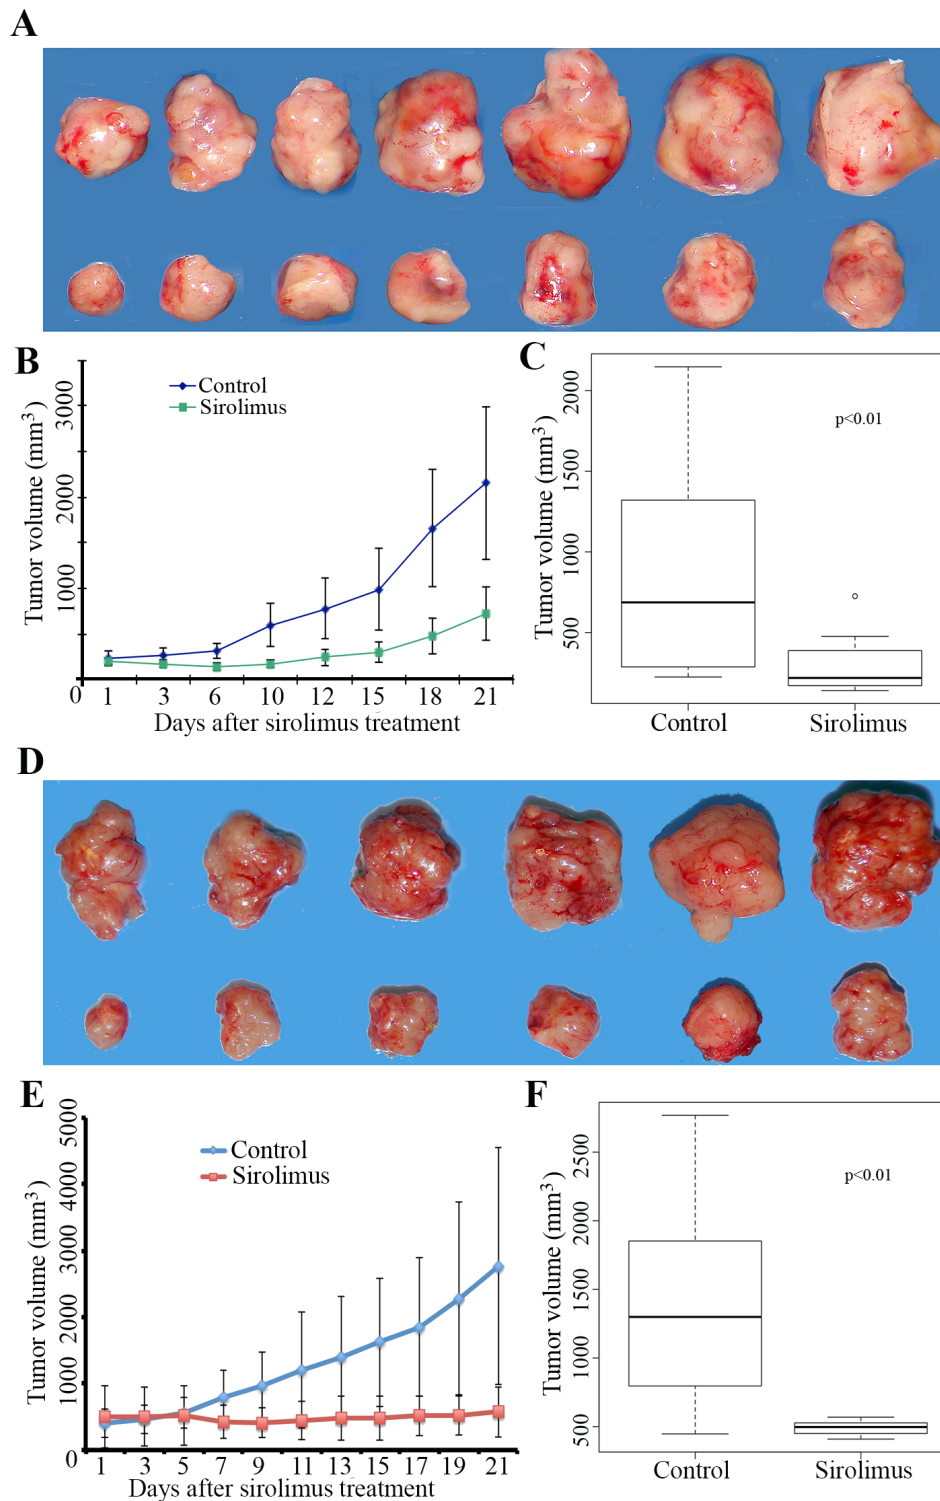 A
B
Tumor volume (mm3)
3000
2000
1000
0
Control
Sirolimus
1 3 6 10 12 15 18 21
Days after sirolimus treatment
C
Tumor volume (mm3)
2000
1500
1000
500
p<0.01
Control Sirolimus
D
E
Tumor volume (mm3)
5000
4000
3000
2000
1000
0
Control
Sirolimus
1 3 5 7 9 11 13 15 17 19 21
Days after sirolimus treatment
F
Tumor volume (mm3)
2500
2000
1500
1000
500
p<0.01
Control Sirolimus